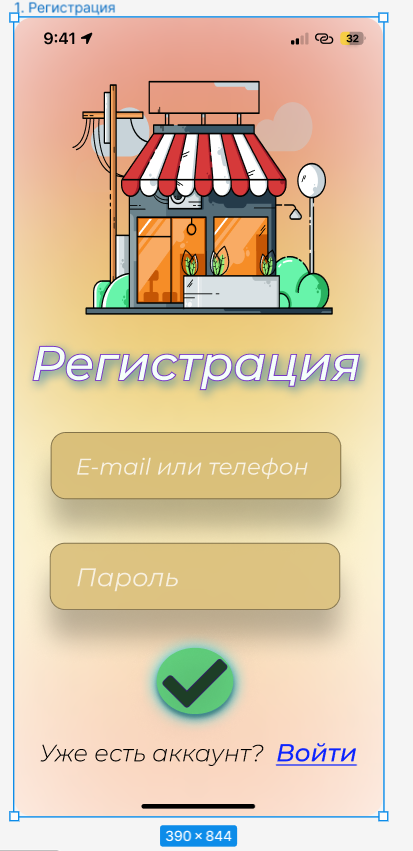 1. Регистрация
9:41
32
Регистрация
E-mail или телефон
Пароль
Уже есть аккаунт? Войти
390 × 844